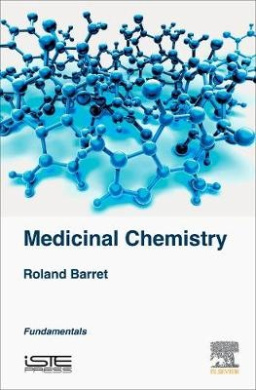 Medicinal Chemistry
Roland Barret
Fundamentals
iSTE
PRESS
ELSEVIER